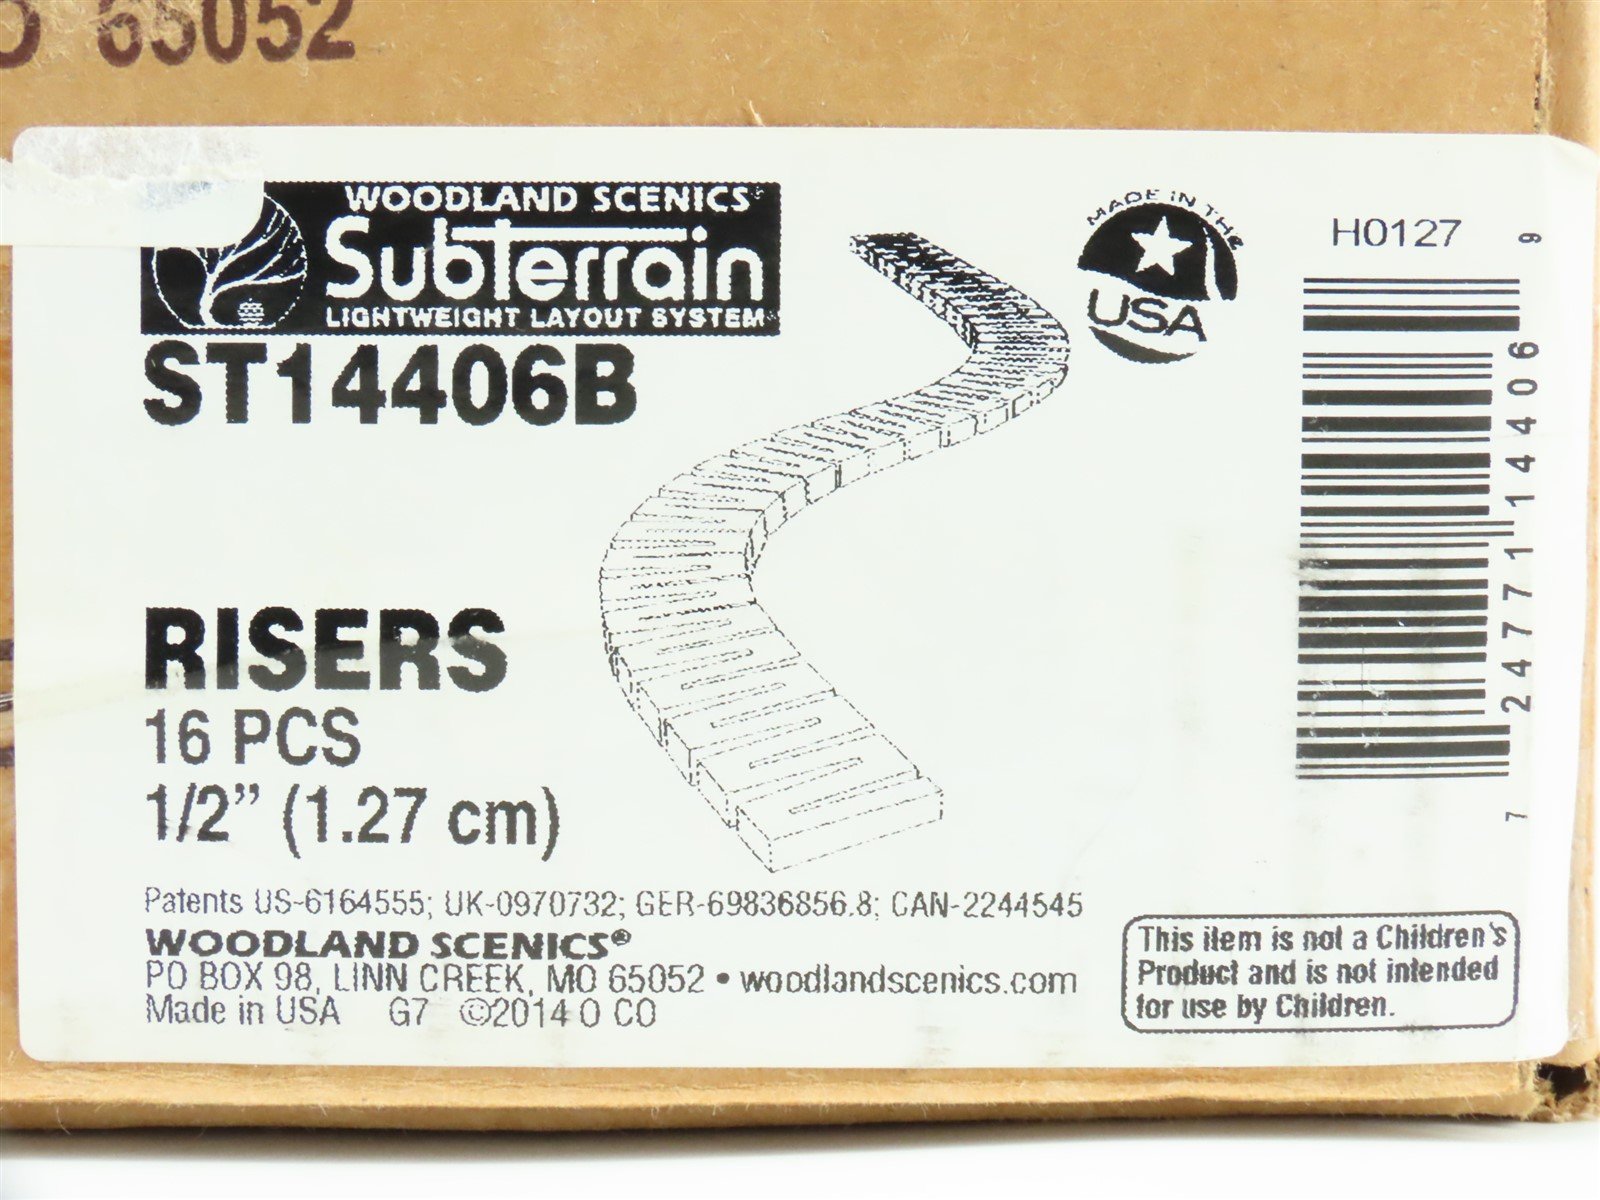 65052
WOODLAND SCENICS®
SubTerrain
LIGHTWEIGHT LAYOUT SYSTEM
ST14406B
MADE IN THE
USA
H0127
7 24771 14406 9
RISERS
16 PCS
1/2” (1.27 cm)
Patents US-6164555; UK-0970732; GER-69836856.8; CAN-2244545
WOODLAND SCENICS®
PO BOX 98, LINN CREEK, MO 65052 • woodlandscenics.com
Made in USA G7 ©2014 O CO
This item is not a Children's
Product and is not intended
for use by Children.